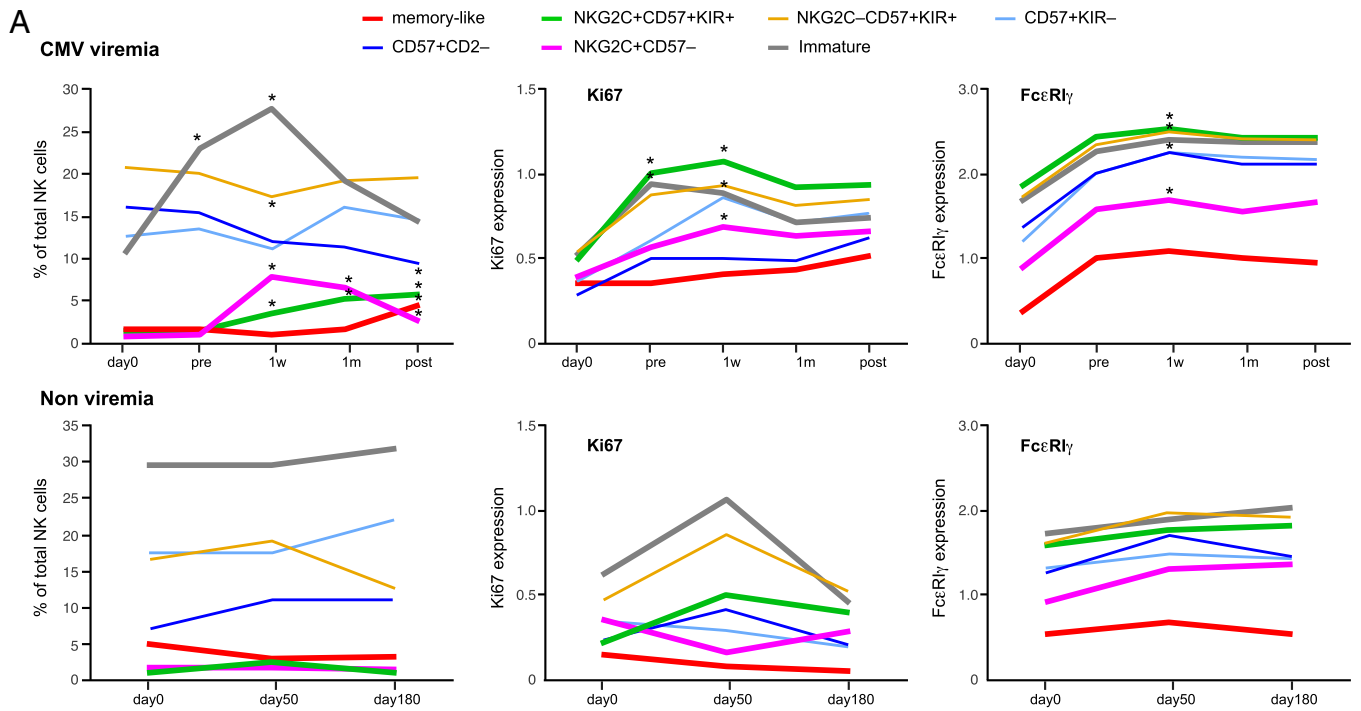 A
memory-like NKG2C+CD57+KIR+ NKG2C–CD57+KIR+ CD57+KIR–
CD57+CD2– NKG2C+CD57– Immature
CMV viremia
% of total NK cells
30
25
20
15
10
5
0
day0 pre 1w 1m post
* * * * * * * * * * *
Ki67
Ki67 expression
1.5
1.0
0.5
0
day0 pre 1w 1m post
* * * * *
FcεRIγ
FcεRIγ expression
3.0
2.0
1.0
0
day0 pre 1w 1m post
* * * *
Non viremia
% of total NK cells
35
30
25
20
15
10
5
0
day0 day50 day180
Ki67
Ki67 expression
1.5
1.0
0.5
0
day0 day50 day180
FcεRIγ
FcεRIγ expression
3.0
2.0
1.0
0
day0 day50 day180